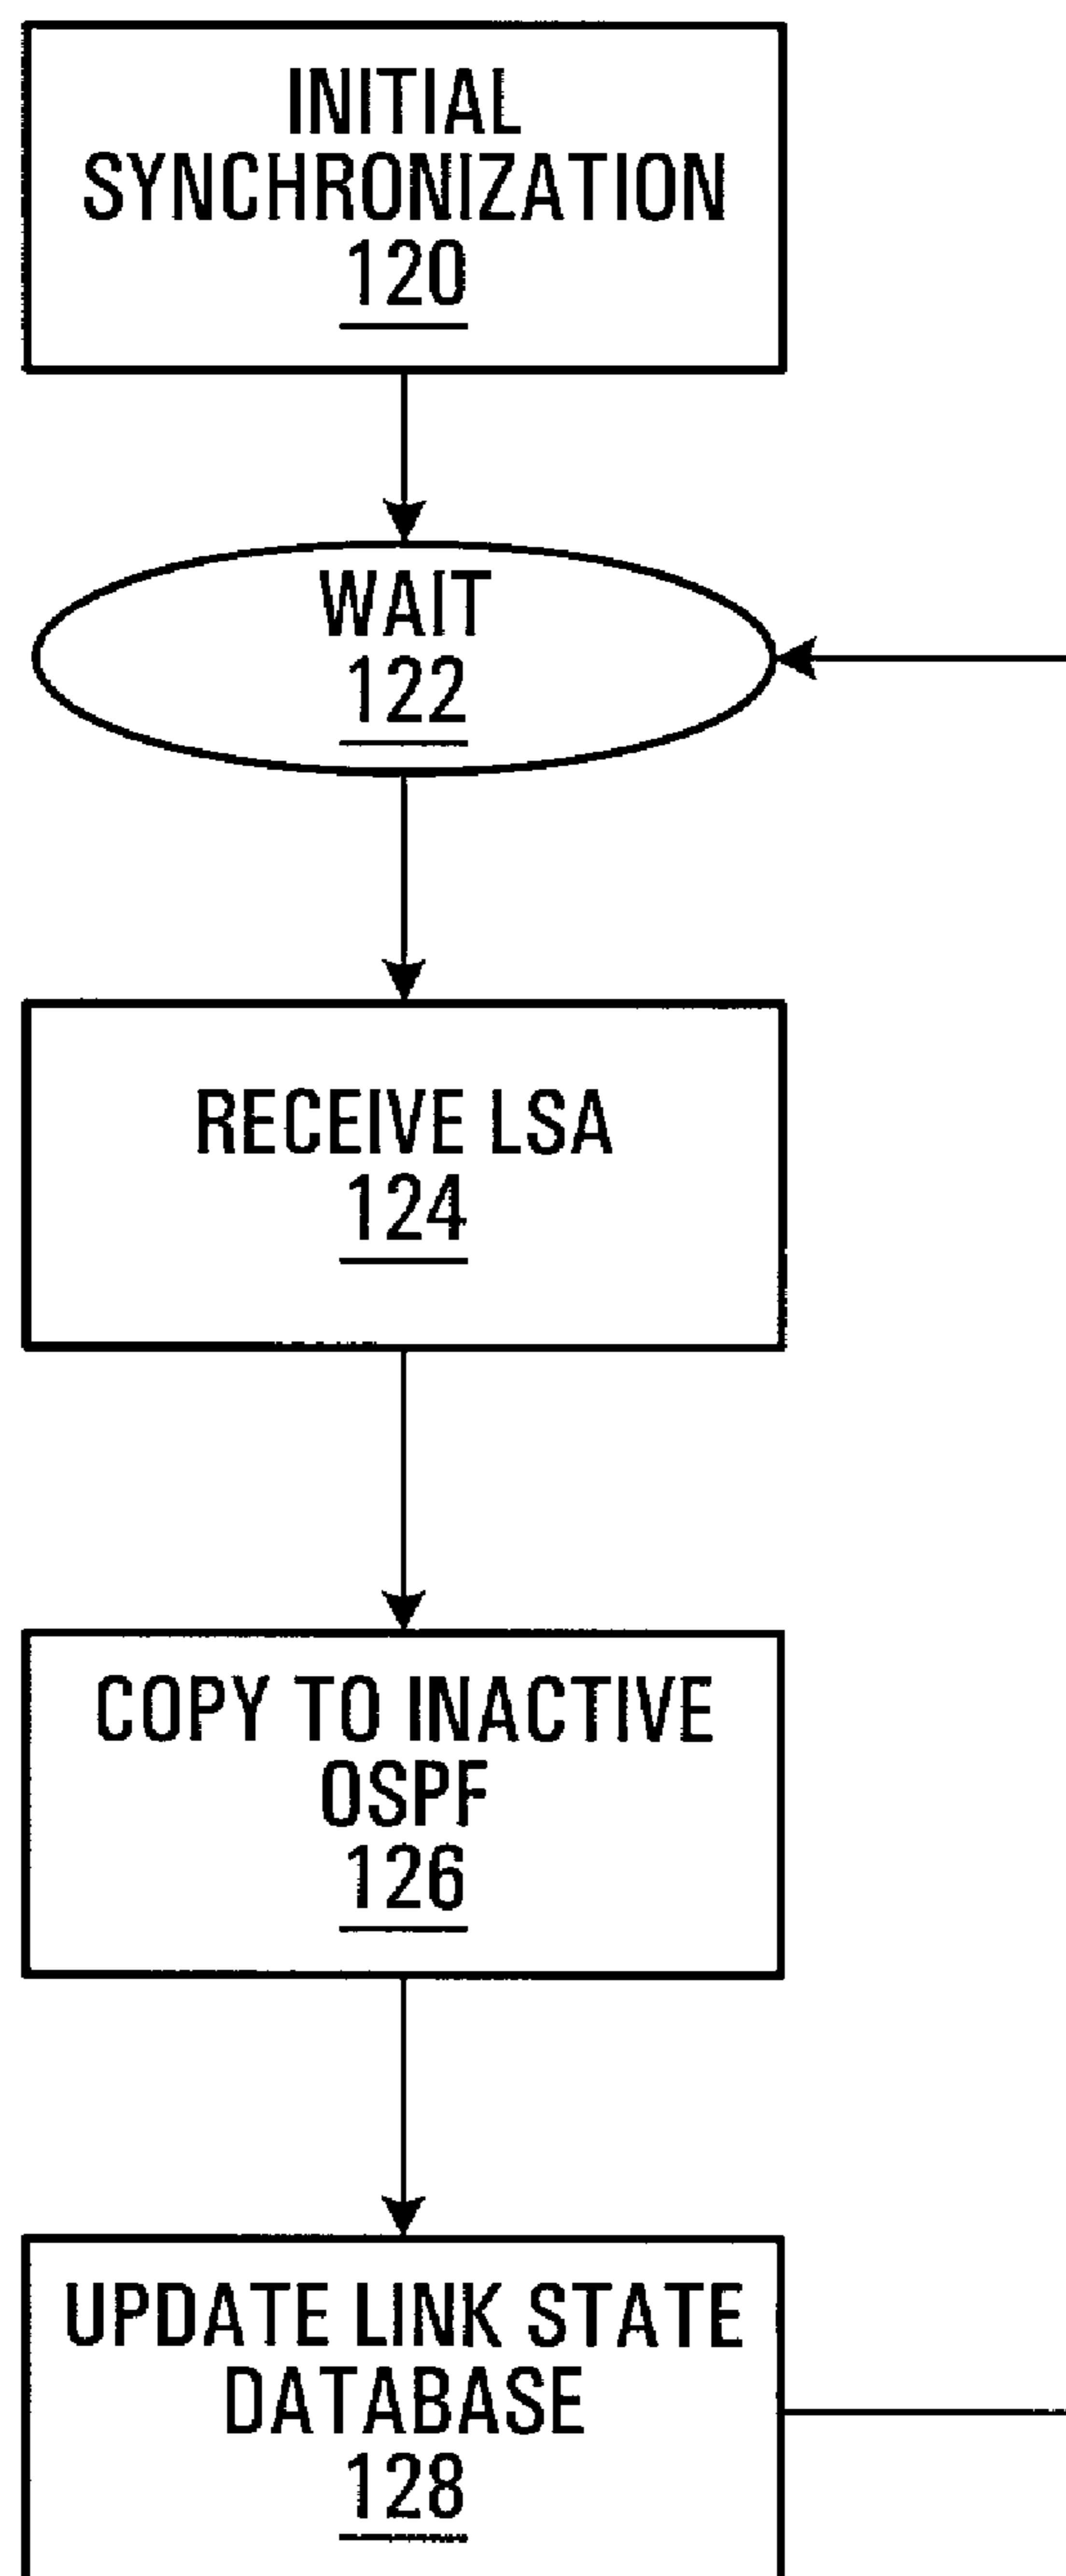 INITIAL
SYNCHRONIZATION
120
WAIT
122
RECEIVE LSA
124
COPY TO INACTIVE
OSPF
126
UPDATE LINK STATE
DATABASE
128